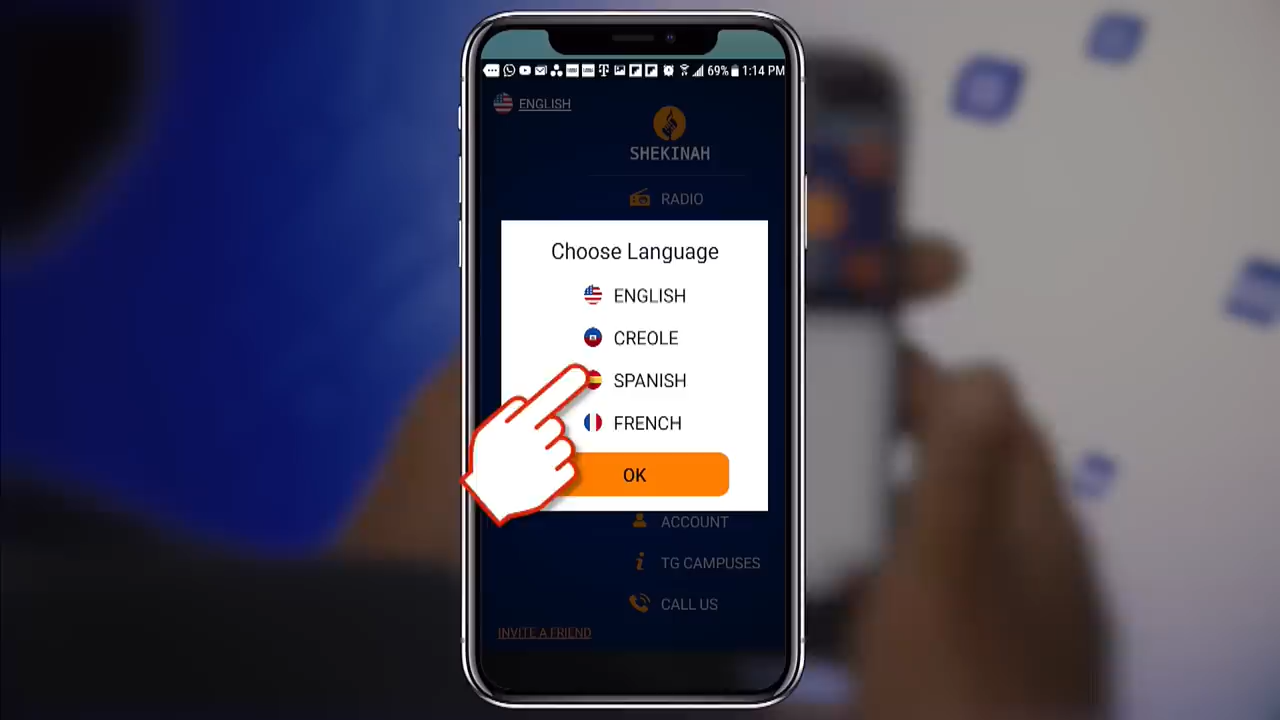 69% 1:14 PM
ENGLISH
SHEKINAH
RADIO
Choose Language
ENGLISH
CREOLE
SPANISH
FRENCH
OK
ACCOUNT
TG CAMPUSES
CALL US
INVITE A FRIEND